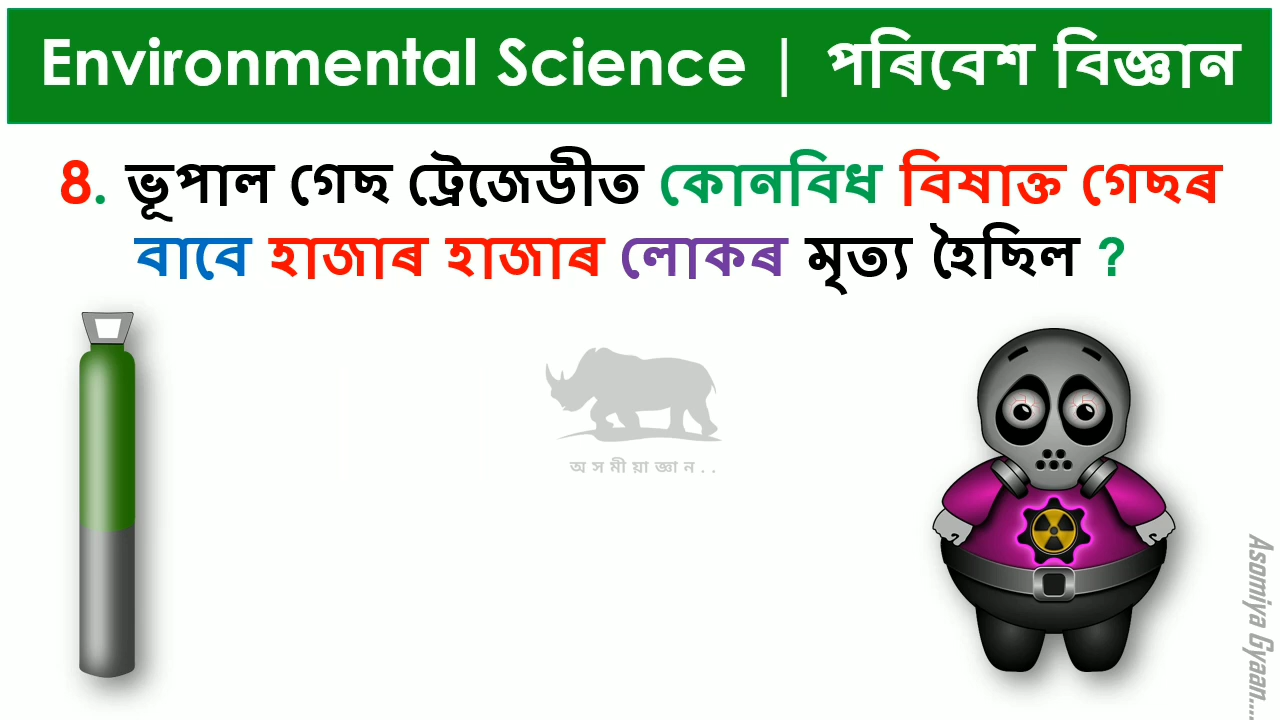 Environmental Science | পৰিবেশ বিজ্ঞান
8. ভূপাল গেছ ট্ৰেজেডীত কোনবিধ বিষাক্ত গেছৰ
বাবে হাজাৰ হাজাৰ লোকৰ মৃত্য হৈছিল ?
অসমীয়া জ্ঞান..
Asomiya Gyaan....